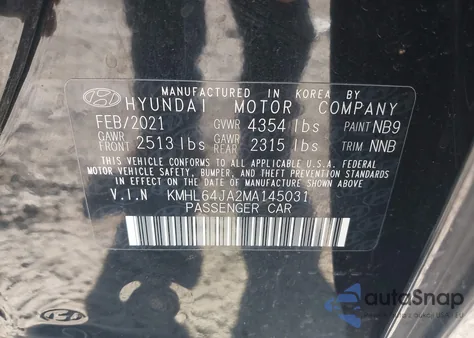 MANUFACTURED IN KOREA BY
HYUNDAI MOTOR COMPANY
FEB/2021 GVWR 4354 lbs PAINT NB9
GAWR FRONT 2513 lbs GAWR REAR 2315 lbs TRIM NNB
THIS VEHICLE CONFORMS TO ALL APPLICABLE U.S.A. FEDERAL
MOTOR VEHICLE SAFETY, BUMPER, AND THEFT PREVENTION STANDARDS
IN EFFECT ON THE DATE OF MANUFACTURE SHOWN ABOVE.
V.I.N KMHL64JA2MA145031
PASSENGER CAR
autoSnap